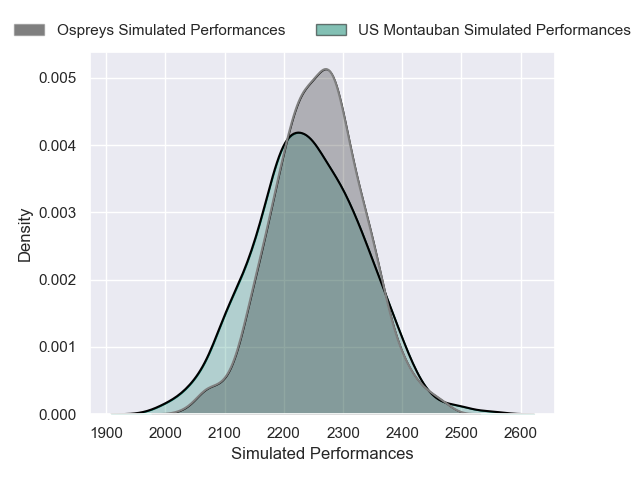 Ospreys Simulated Performances
US Montauban Simulated Performances
Density
0.005
0.004
0.003
0.002
0.001
0.000
1900 2000 2100 2200 2300 2400 2500 2600
Simulated Performances